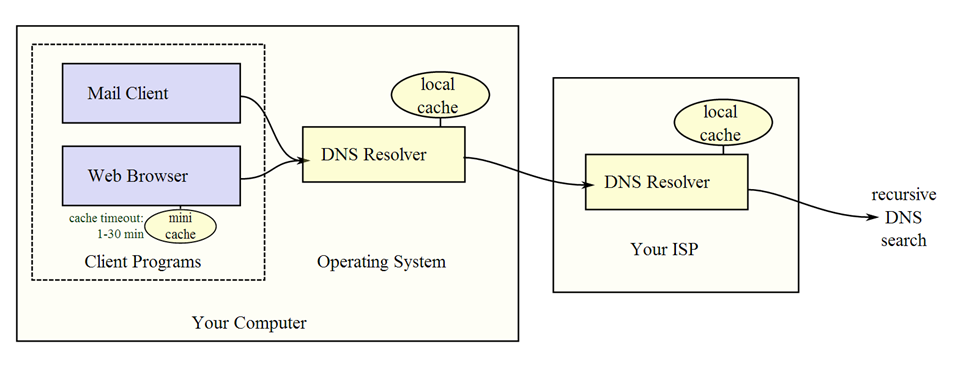 Mail Client
Web Browser
cache timeout:
1-30 min
mini
cache
Client Programs
local
cache
DNS Resolver
Operating System
Your Computer
local
cache
DNS Resolver
Your ISP
recursive
DNS
search